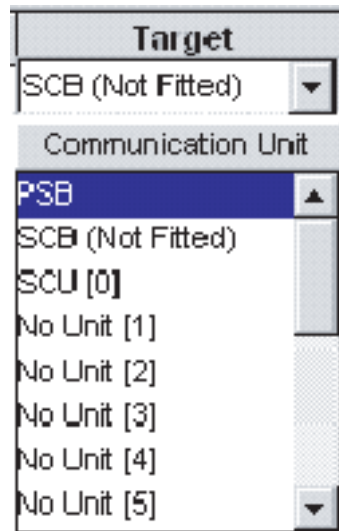 Target
SCB (Not Fitted)
Communication Unit
PSB
SCB (Not Fitted)
SCU [0]
No Unit [1]
No Unit [2]
No Unit [3]
No Unit [4]
No Unit [5]